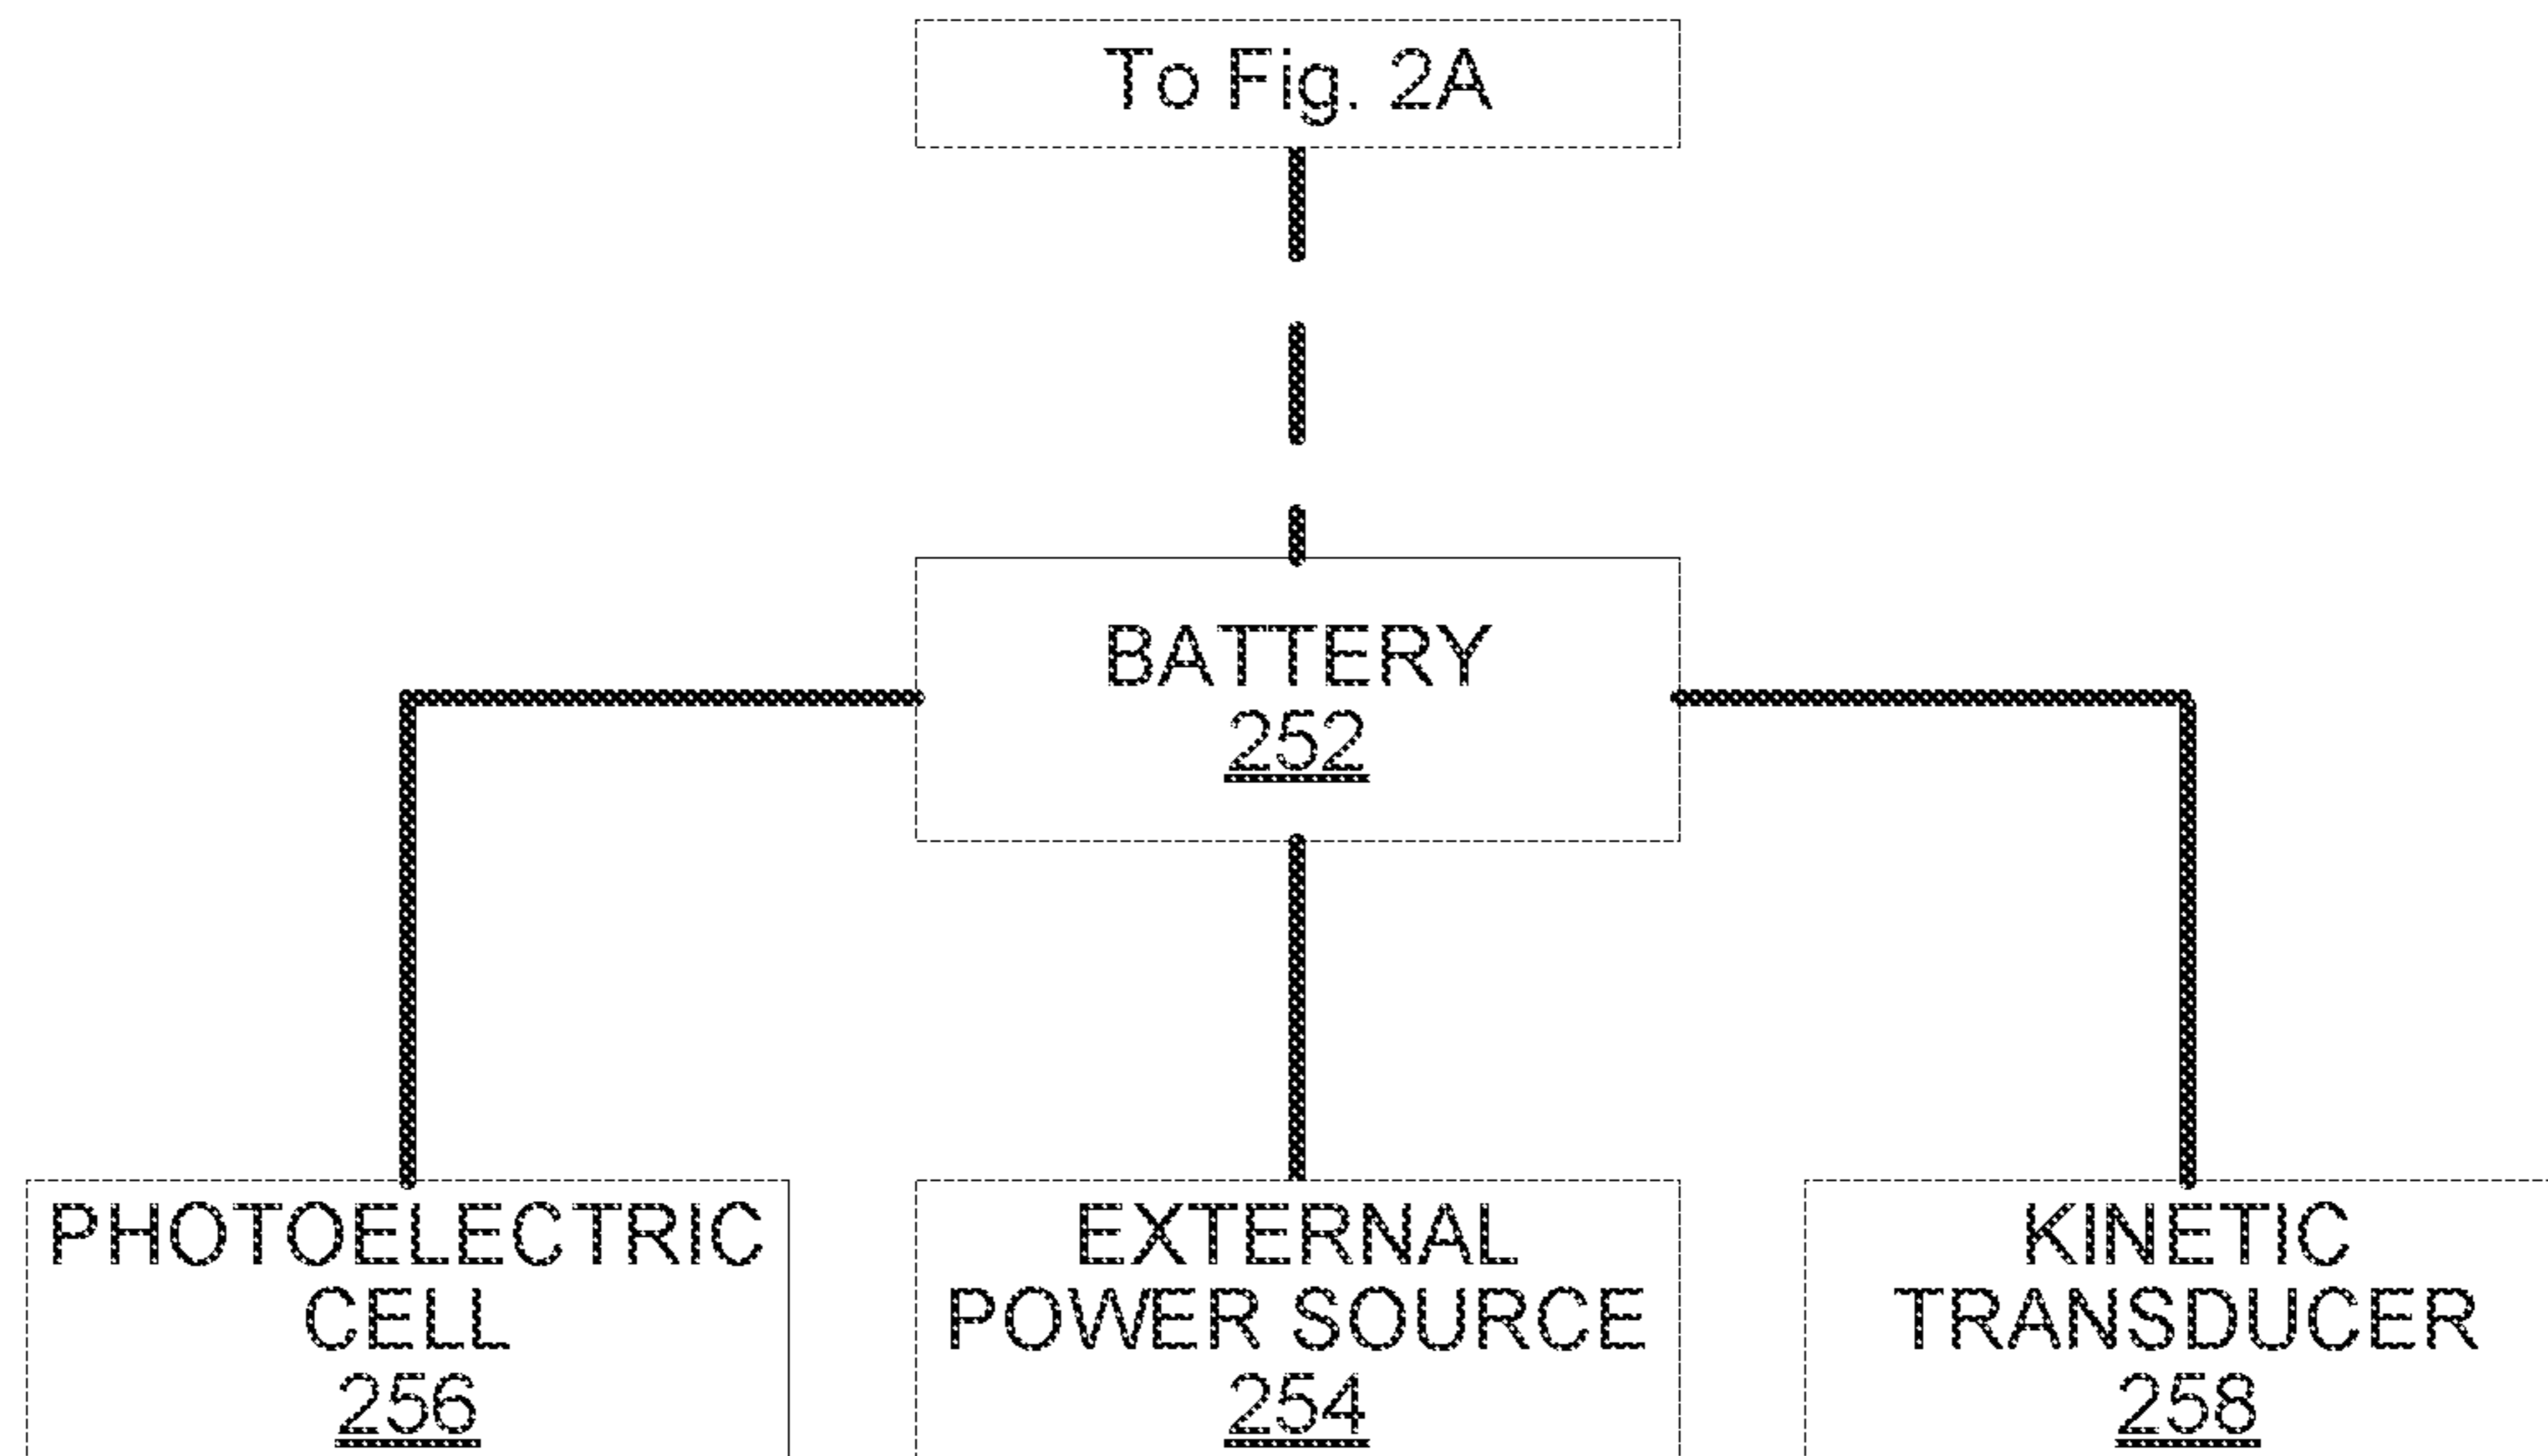 To Fig. 2A
BATTERY
252
PHOTOELECTRIC
CELL
256
EXTERNAL
POWER SOURCE
254
KINETIC
TRANSDUCER
258